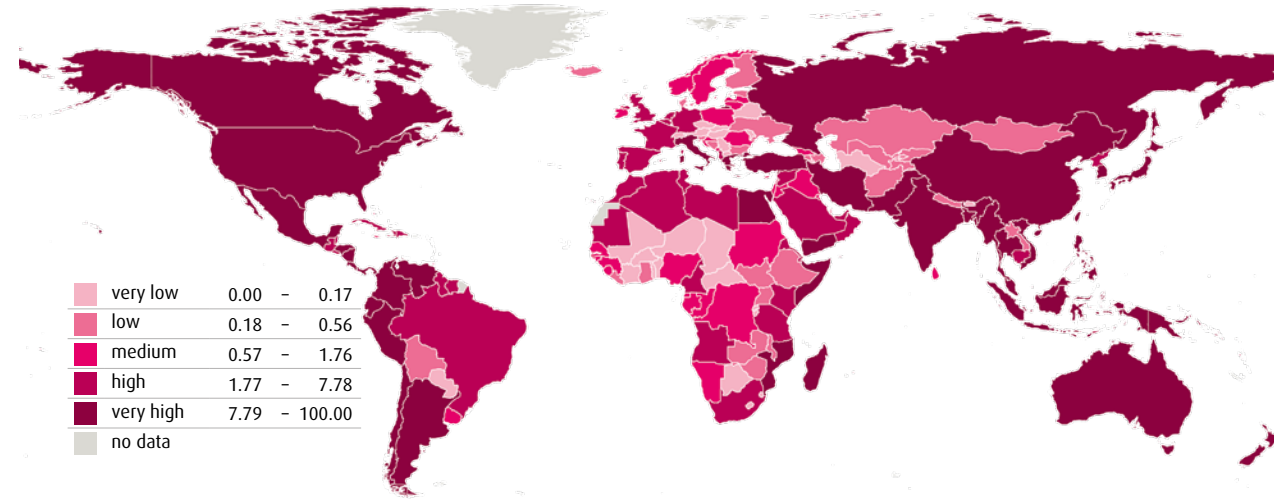 very low 0.00 – 0.17
low 0.18 – 0.56
medium 0.57 – 1.76
high 1.77 – 7.78
very high 7.79 – 100.00
no data